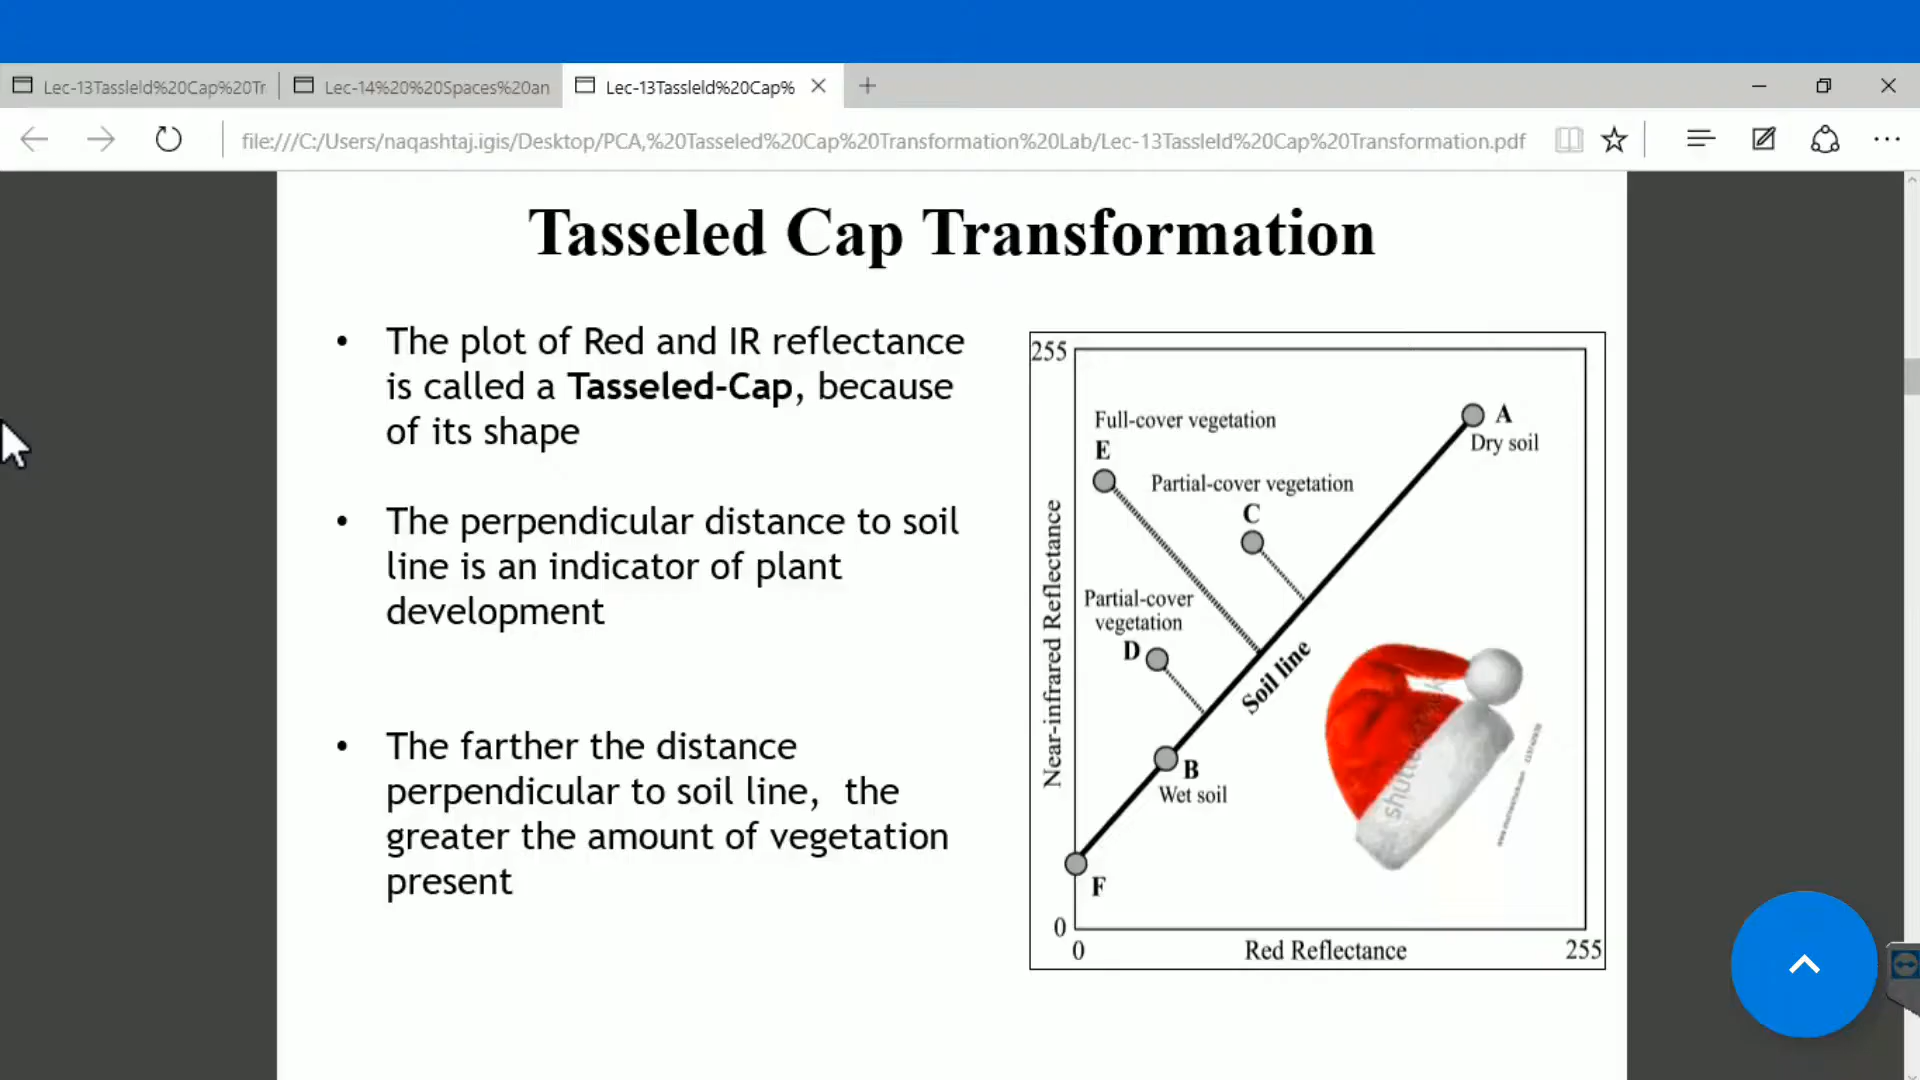 Lec-13Tassleld%20Cap%20Tr
Lec-14%20%20Spaces%20an
Lec-13Tassleld%20Cap%
file:///C:/Users/naqashtaj.igis/Desktop/PCA,%20Tasseled%20Cap%20Transformation%20Lab/Lec-13Tassleld%20Cap%20Transformation.pdf
Tasseled Cap Transformation
• The plot of Red and IR reflectance
is called a Tasseled-Cap, because
of its shape
• The perpendicular distance to soil
line is an indicator of plant
development
• The farther the distance
perpendicular to soil line, the
greater the amount of vegetation
present
255
Full-cover vegetation
E
A
Dry soil
Partial-cover vegetation
C
Near-infrared Reflectance
Partial-cover
vegetation
D
Soil line
B
Wet soil
F
0
0
Red Reflectance
255
shutterstock